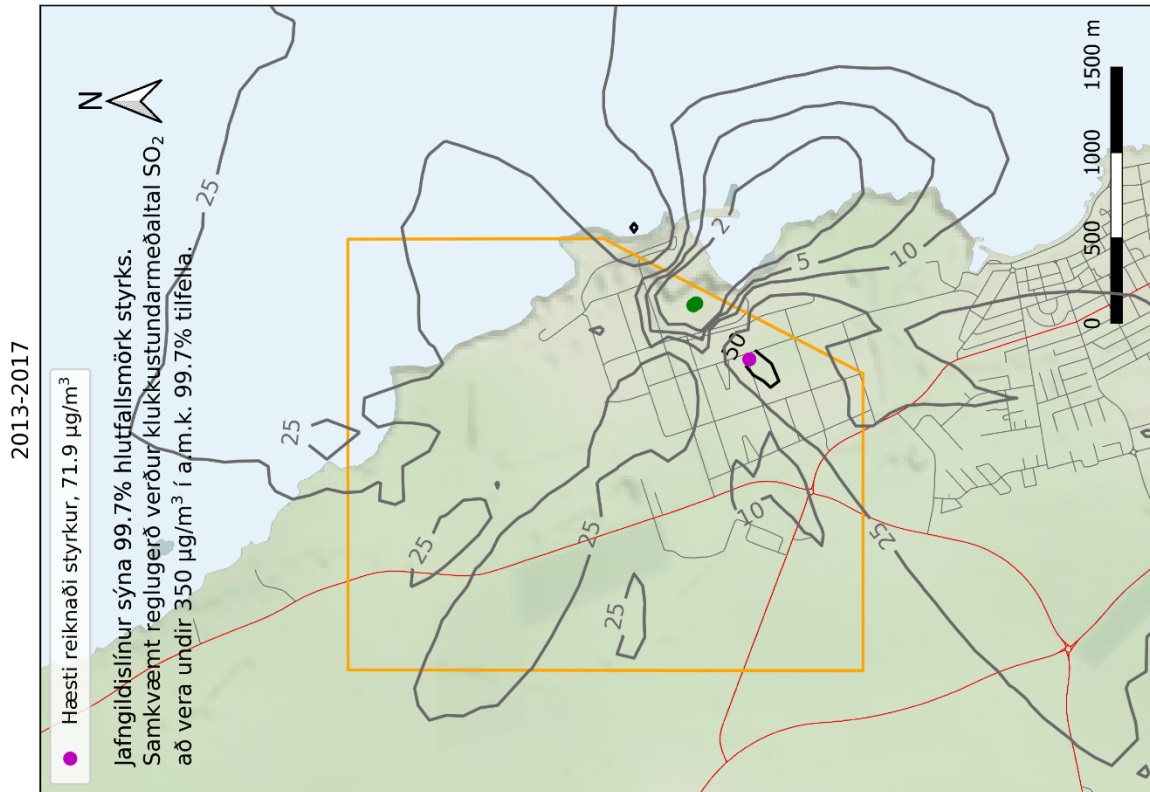 2013-2017
Hæsti reiknaði styrkur, 71.9 µg/m³
Jafngildislínur sýna 99.7% hlutfallsmörk styrks.
Samkvæmt reglugerð verður klukkustundarmeðaltal SO₂
að vera undir 350 µg/m³ í a.m.k. 99.7% tilfella.
N
25
25
25
25
25
2
5
10
50
10
25
0 500 1000 1500 m